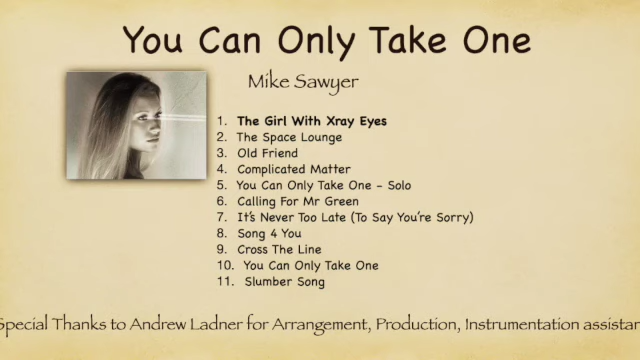 You Can Only Take One
Mike Sawyer
1. The Girl With Xray Eyes
2. The Space Lounge
3. Old Friend
4. Complicated Matter
5. You Can Only Take One - Solo
6. Calling For Mr Green
7. It's Never Too Late (To Say You're Sorry)
8. Song 4 You
9. Cross The Line
10. You Can Only Take One
11. Slumber Song
Special Thanks to Andrew Ladner for Arrangement, Production, Instrumentation